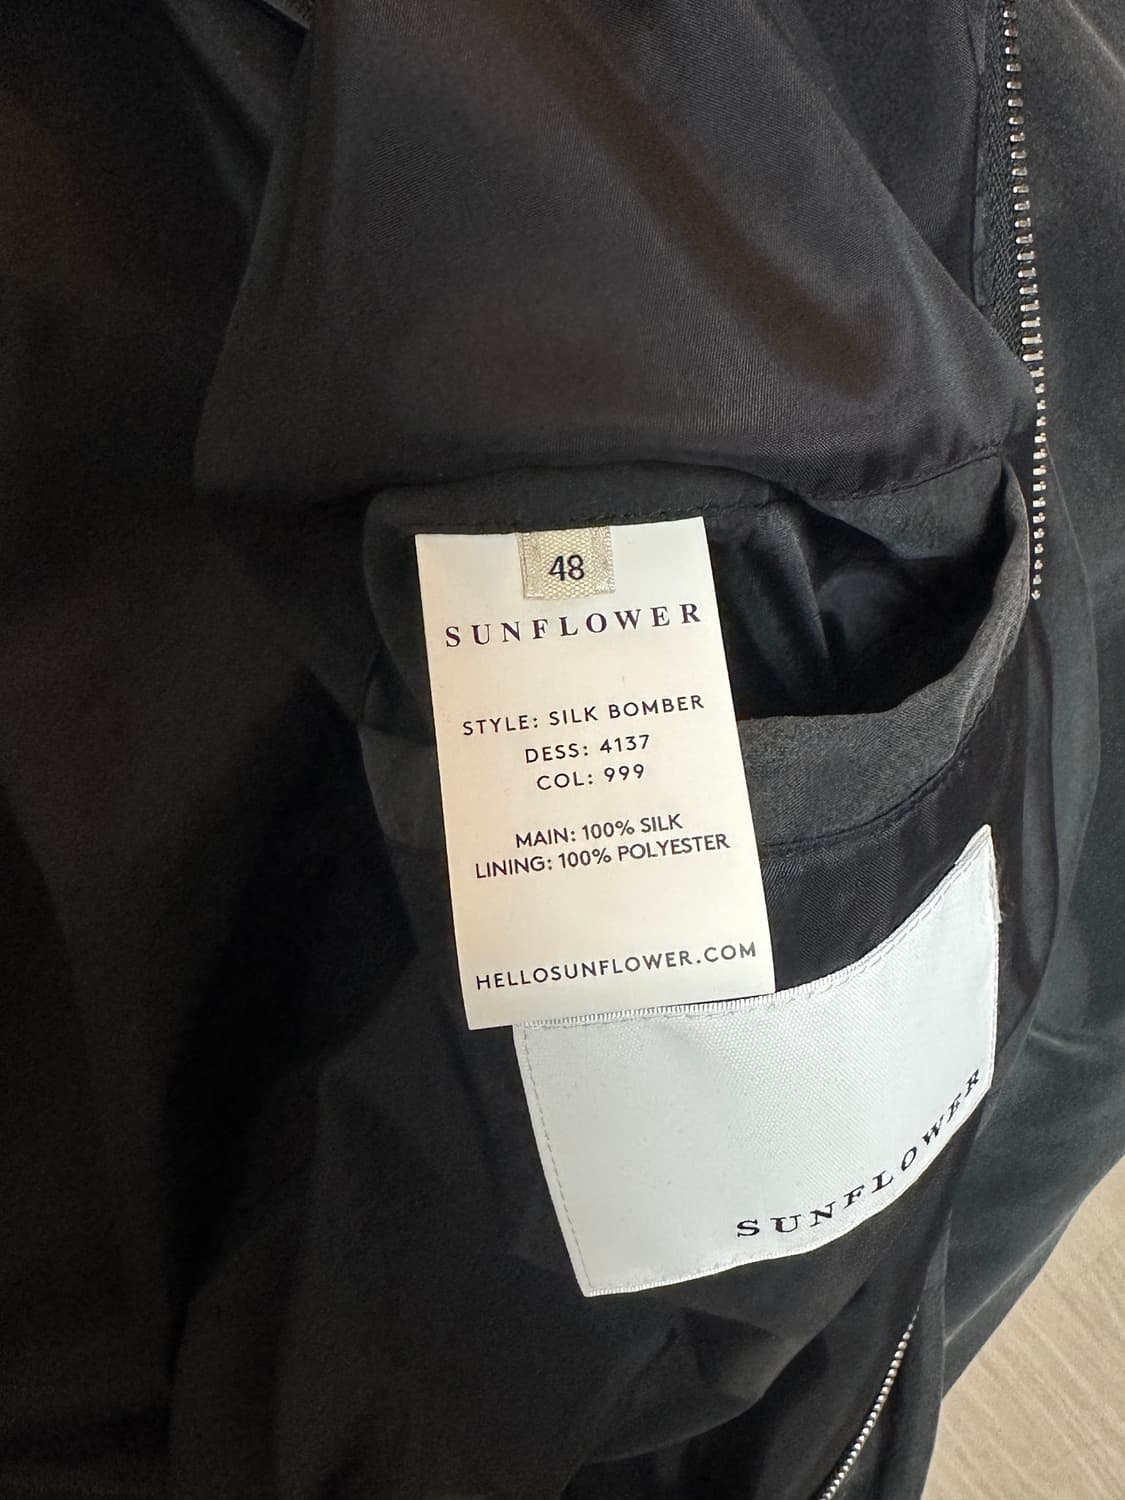 48
SUNFLOWER
STYLE: SILK BOMBER
DESS: 4137
COL: 999
MAIN: 100% SILK
LINING: 100% POLYESTER
HELLOSUNFLOWER.COM
SUNFLOWER